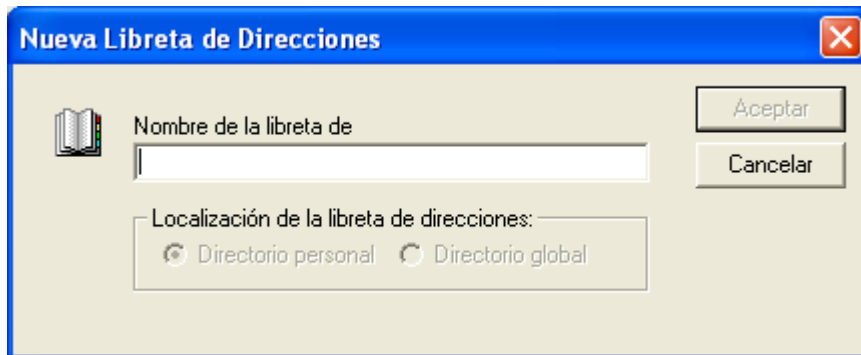 Nueva Libreta de Direcciones
Aceptar
Nombre de la libreta de
Cancelar
Localización de la libreta de direcciones:
Directorio personal Directorio global